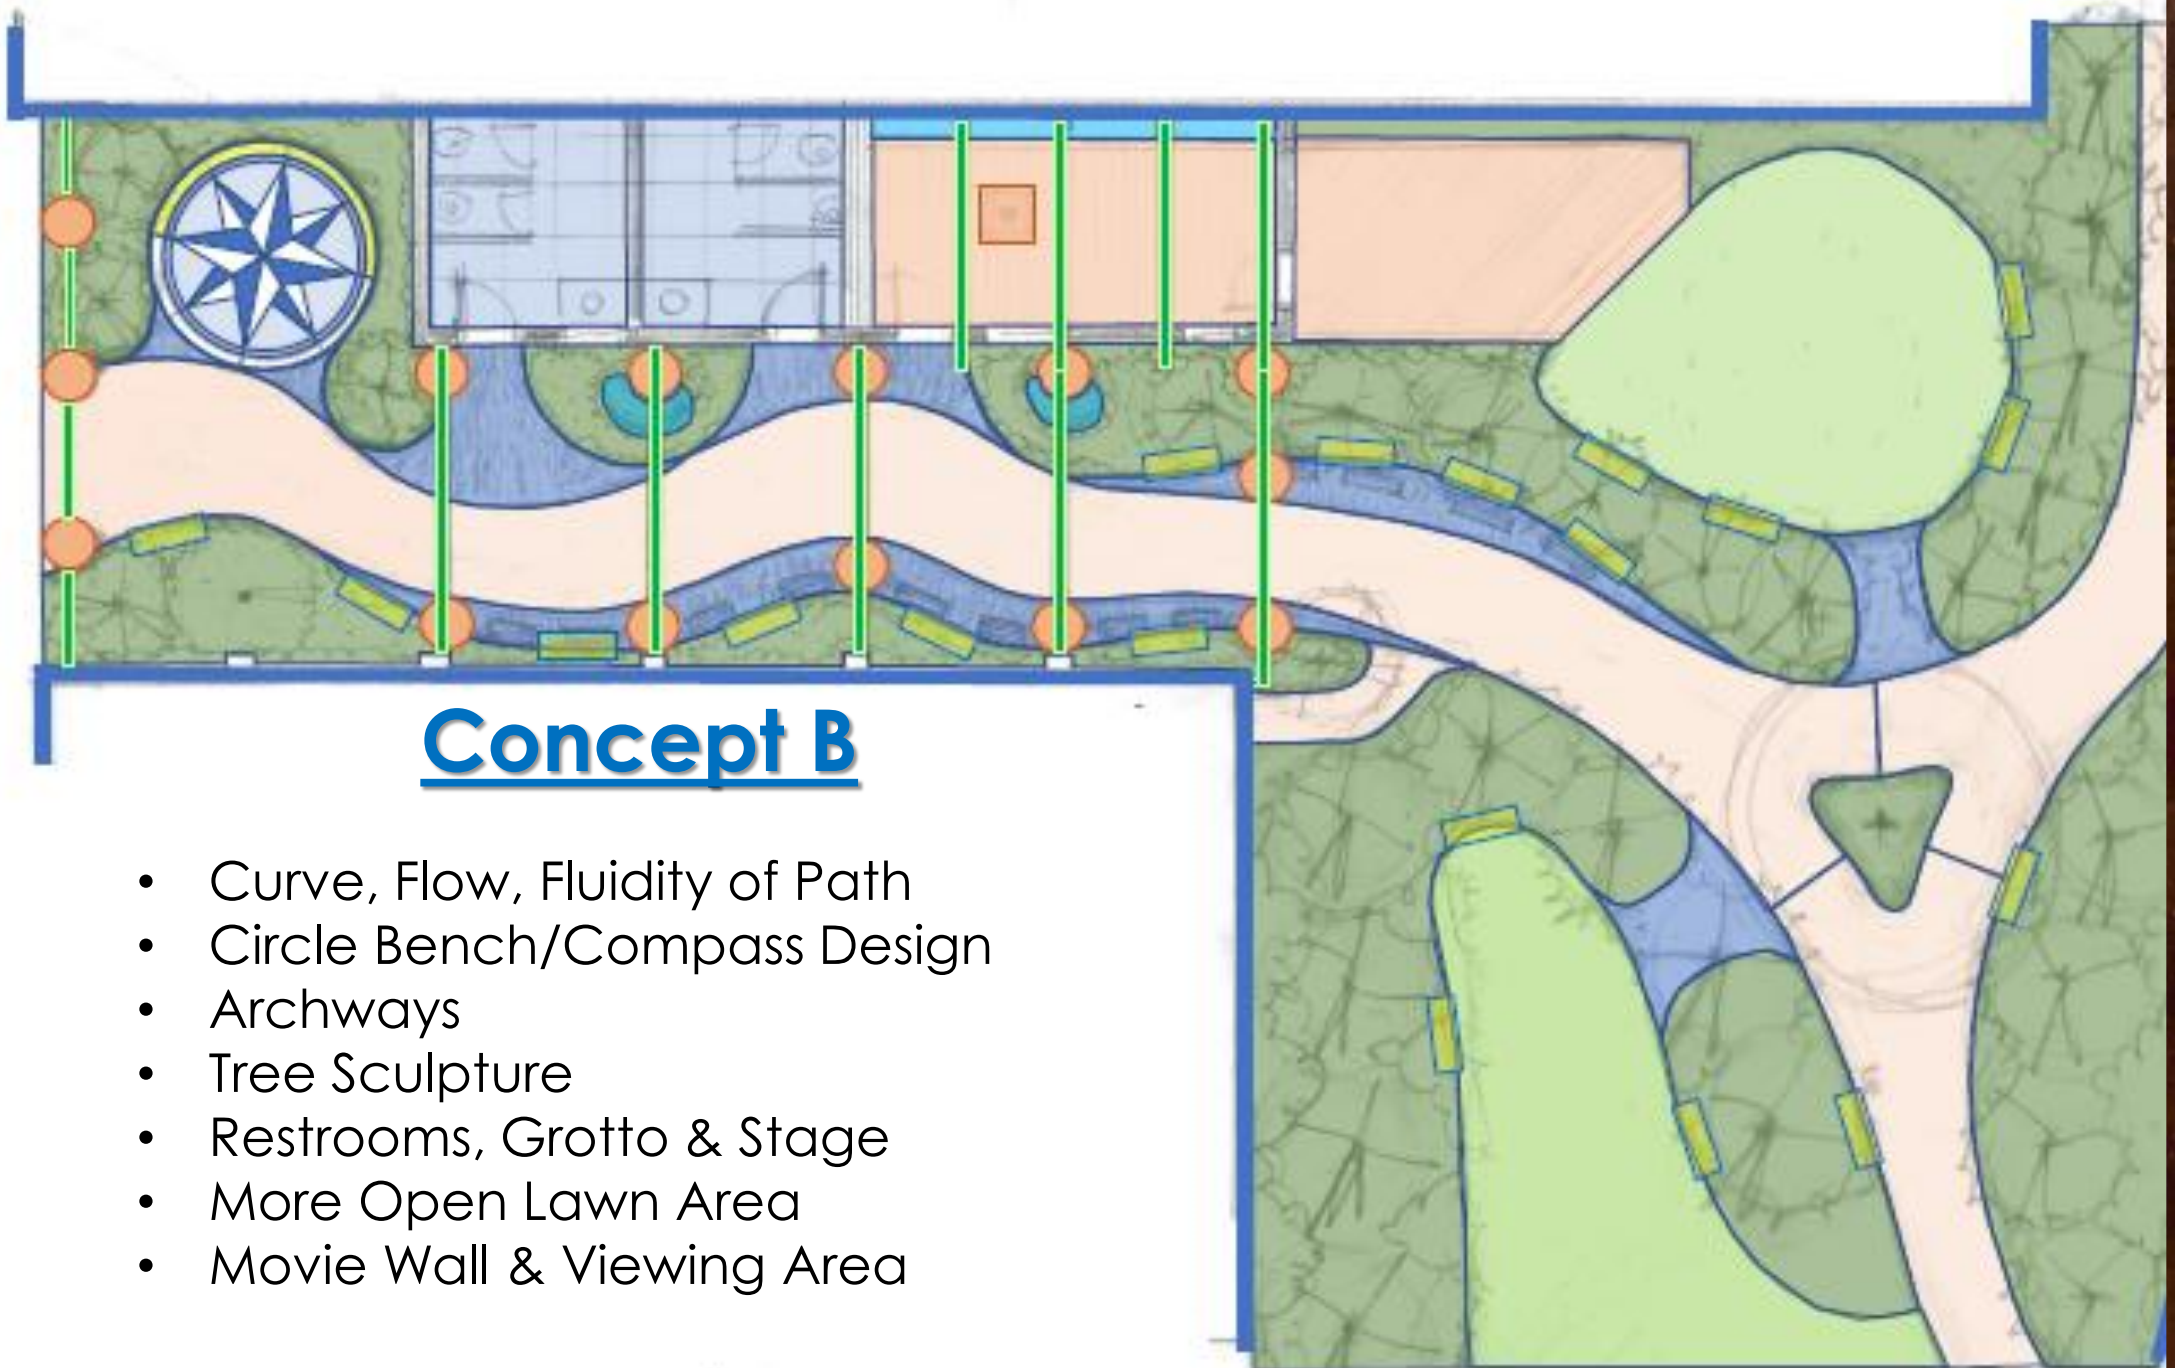 Concept B
• Curve, Flow, Fluidity of Path
• Circle Bench/Compass Design
• Archways
• Tree Sculpture
• Restrooms, Grotto & Stage
• More Open Lawn Area
• Movie Wall & Viewing Area